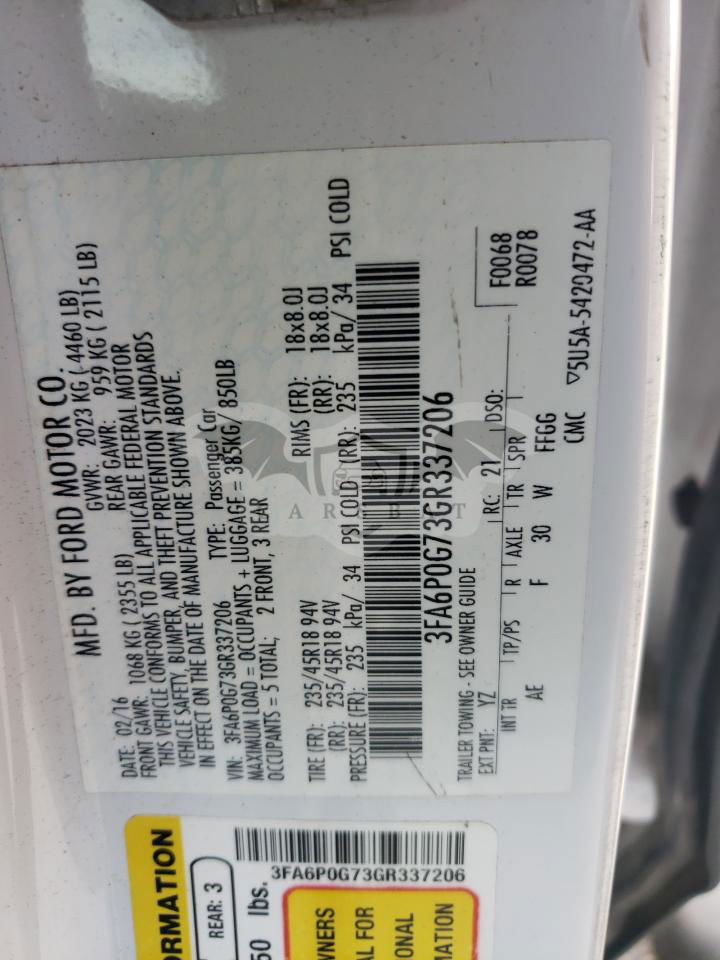 MFD. BY FORD MOTOR CO.
DATE: 02/16 GVWR: 2023 KG ( 4460 LB)
FRONT GAWR: 1068 KG ( 2355 LB) REAR GAWR: 959 KG ( 2115 LB)
THIS VEHICLE CONFORMS TO ALL APPLICABLE FEDERAL MOTOR
VEHICLE SAFETY, BUMPER, AND THEFT PREVENTION STANDARDS
IN EFFECT ON THE DATE OF MANUFACTURE SHOWN ABOVE.
VIN: 3FA6P0G73GR337206 TYPE: Passenger Car
MAXIMUM LOAD = OCCUPANTS + LUGGAGE = 385KG/ 850LB
OCCUPANTS = 5 TOTAL; 2 FRONT, 3 REAR
TIRE (FR): 235/45R18 94V RIMS (FR): 18x8.0J
(RR): 235/45R18 94V (RR): 18x8.0J
PRESSURE (FR): 235 kPa/ 34 PSI COLD (RR): 235 kPa/ 34 PSI COLD
3FA6P0G73GR337206
TRAILER TOWING - SEE OWNER GUIDE
F0068
R0078
EXT PNT: YZ RC: 21 DSO:
INT TR TP/PS R AXLE TR SPR
AE F 30 W FFGG
CMC
5U5A-5420472-AA
ARCBT
ORMATION
REAR: 3
50 lbs.
3FA6P0G73GR337206
WNERS
AL FOR
IONAL
MATION